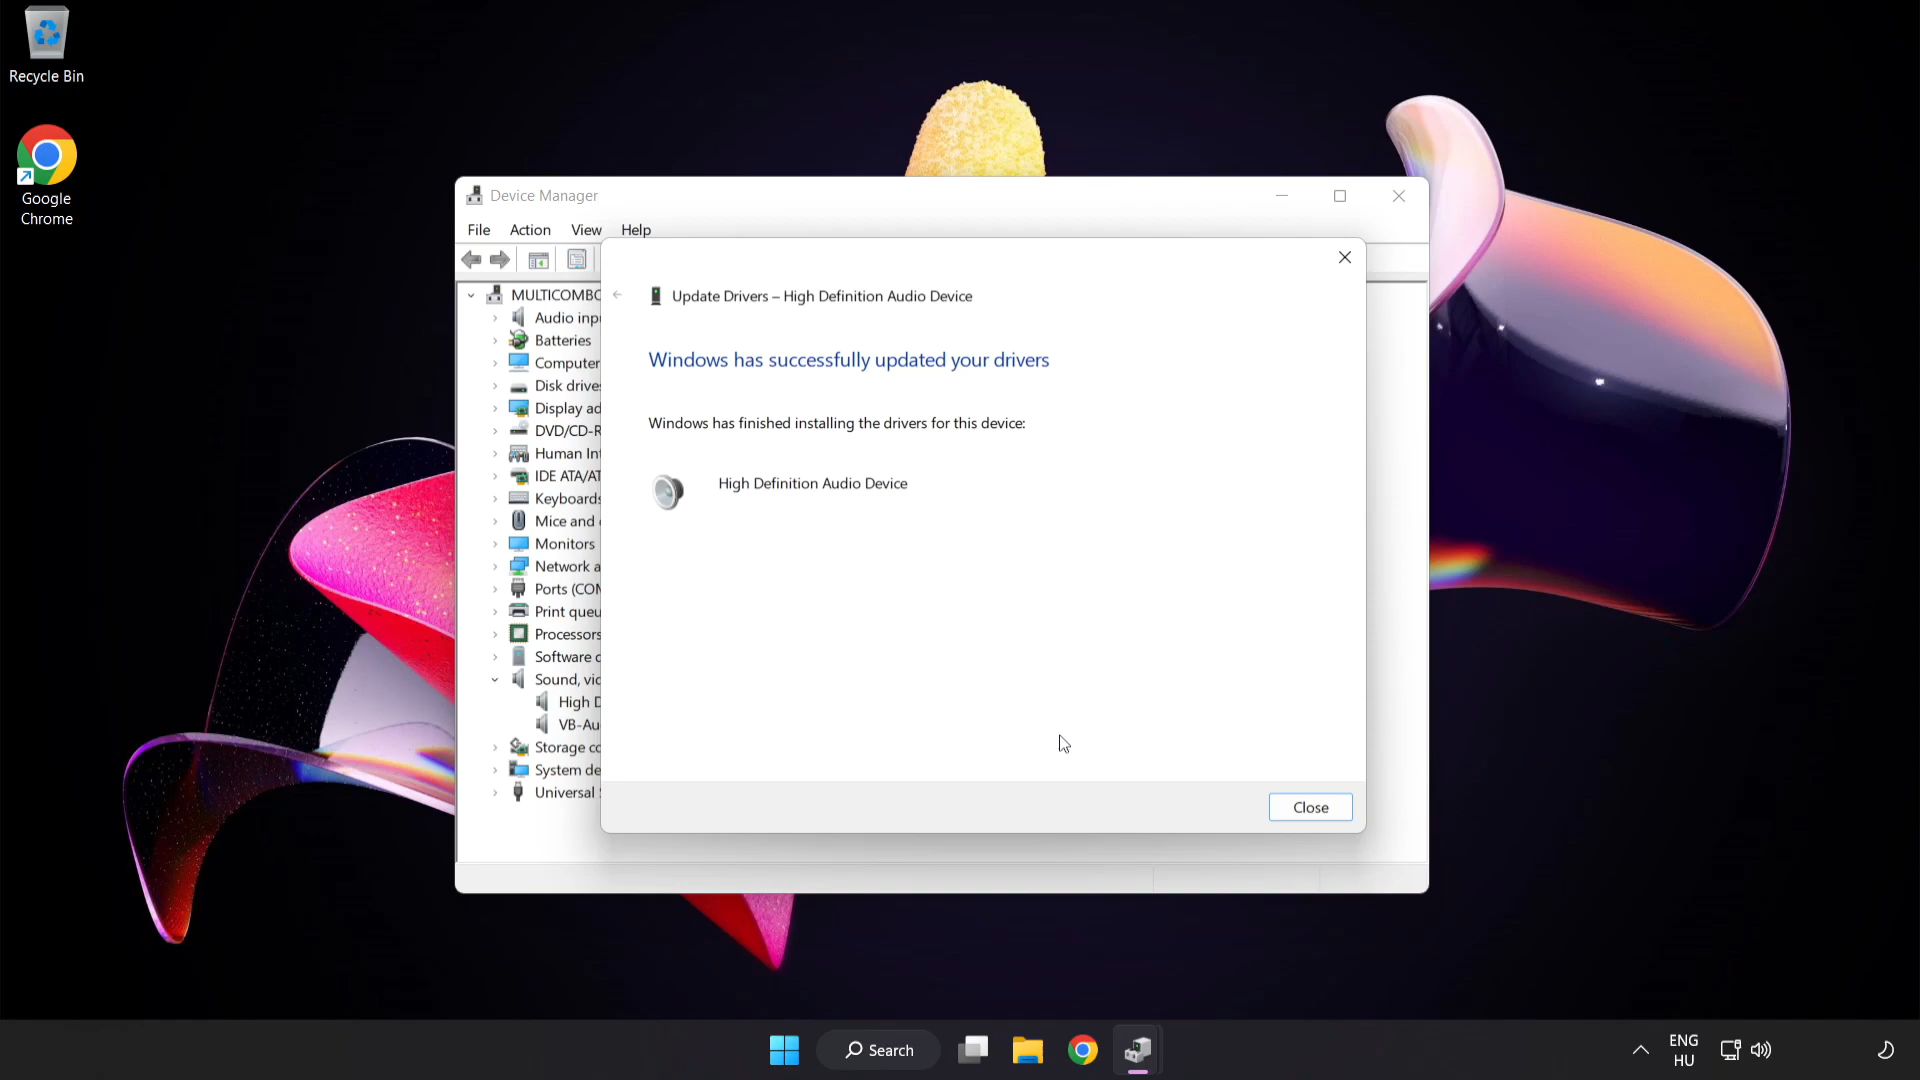 Recycle Bin
Google
Chrome
Device Manager
File Action View Help
MULTICOMBO
Audio inpu
Batteries
Computer
Disk drives
Display ad
DVD/CD-R
Human Int
IDE ATA/AT
Keyboards
Mice and
Monitors
Network a
Ports (COM
Print queu
Processors
Software
Sound, vid
High D
VB-Au
Storage co
System de
Universal
Update Drivers – High Definition Audio Device
Windows has successfully updated your drivers
Windows has finished installing the drivers for this device:
High Definition Audio Device
Close
Search
ENG
HU